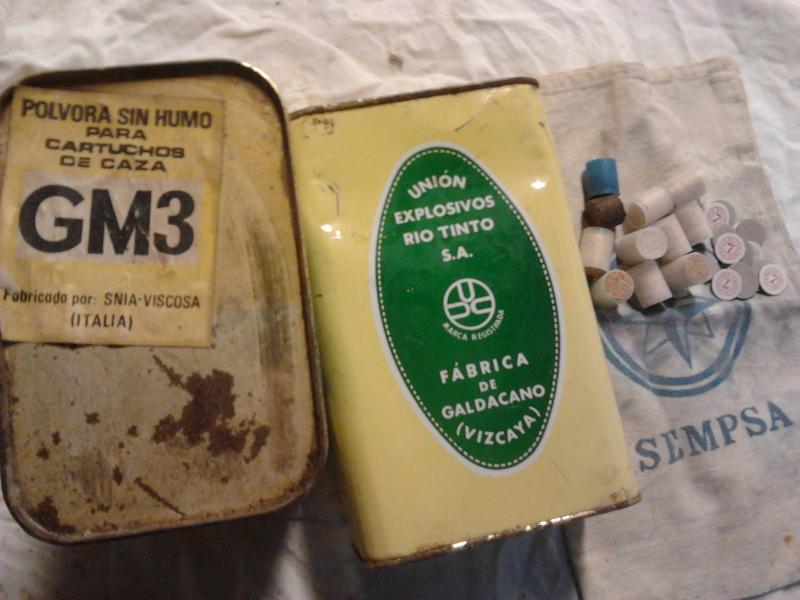 POLVORA SIN HUMO
PARA
CARTUCHOS
DE CAZA
GM3
Fabricado por: SNIA-VISCOSA
(ITALIA)
UNIÓN
EXPLOSIVOS
RIO TINTO
S.A.
MARCA REGISTRADA
FÁBRICA
DE
GALDACANO
(VIZCAYA)
SEMPSA